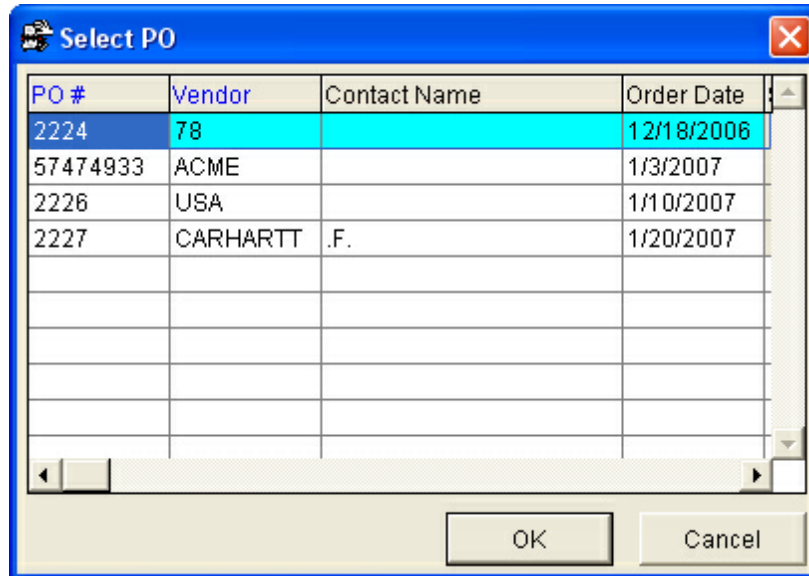 Select PO
PO # Vendor Contact Name Order Date
2224 78 12/18/2006
57474933 ACME 1/3/2007
2226 USA 1/10/2007
2227 CARHARTT .F. 1/20/2007
OK Cancel